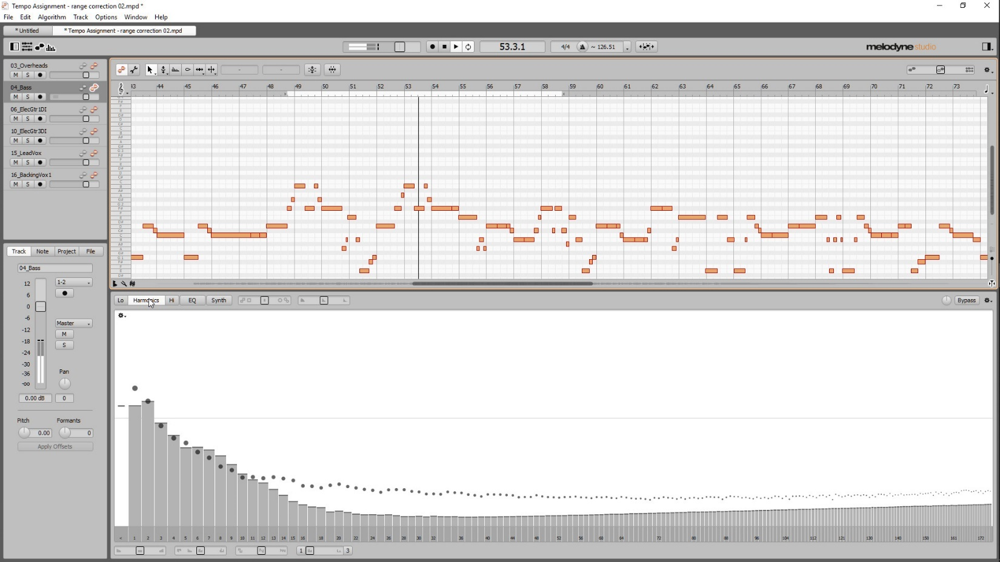 Tempo Assignment - range correction 02.mpd *
File Edit Algorithm Track Options Window Help
* Untitled * Tempo Assignment - range correction 02.mpd
53.3.1 4/4 ~ 126.51 melodyne studio
03_Overheads
M S
04_Bass
M S
06_ElecGtr1DI
M S
10_ElecGtr3DI
M S
15_LeadVox
M S
16_BackingVox1
M S
- -
43 44 45 46 47 48 49 50 51 52 53 54 55 56 57 58 59 60 61 62 63 64 65 66 67 68 69 70 71 72 73
Track Note Project File
04_Bass
12
6
0
-6
-12
-18
-24
-30
-36
-oo
1-2
Master
M
S
Pan
0.00 dB 0
Pitch Formants
0.00 0
Apply Offsets
Lo Harmonics Hi EQ Synth Bypass
< 1 2 3 4 5 6 7 8 9 10 11 12 13 14 15 16 18 20 22 24 26 28 30 32 36 40 44 48 52 56 60 64 72 80 88 96 104 112 121 130 140 150 161 172
1 3